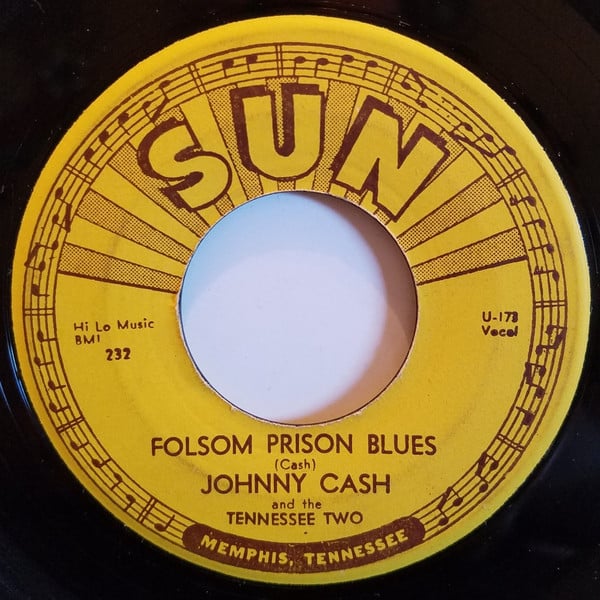 SUN
Hi Lo Music
BMI
232
U-173
Vocal
FOLSOM PRISON BLUES
(Cash)
JOHNNY CASH
and the
TENNESSEE TWO
MEMPHIS, TENNESSEE